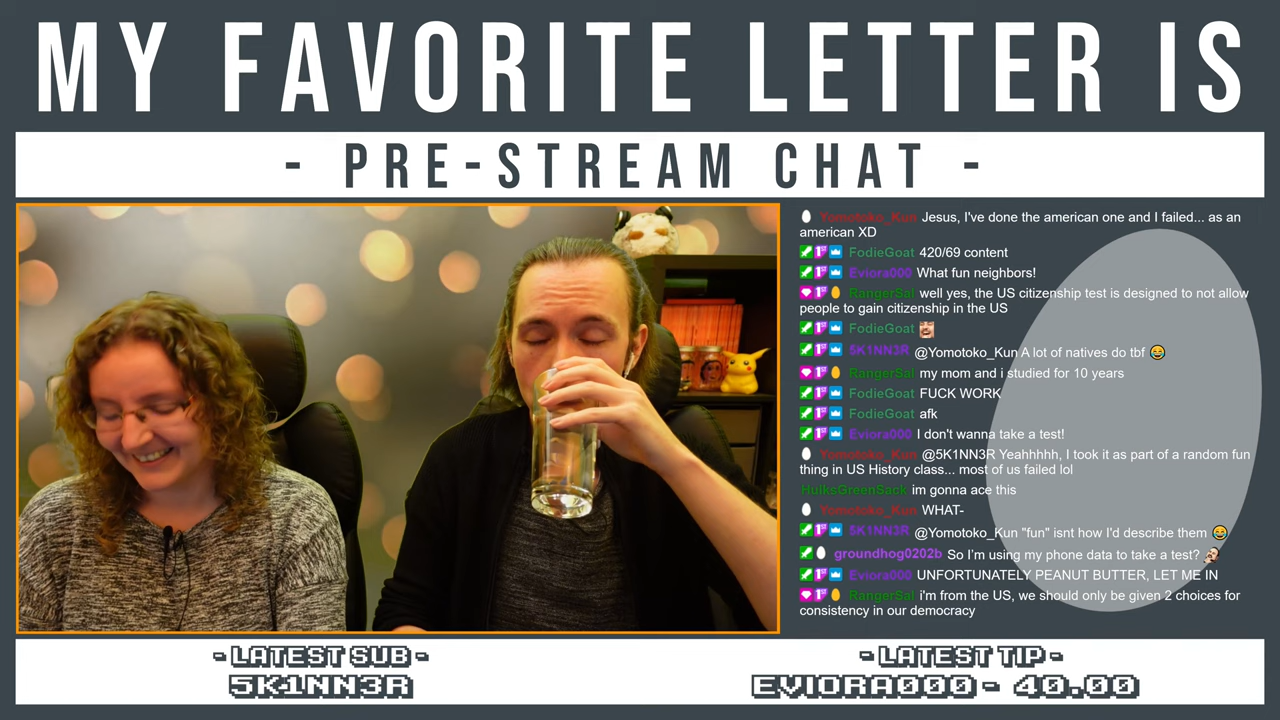 MY FAVORITE LETTER IS
- PRE-STREAM CHAT -
Yomotoko_Kun Jesus, I've done the american one and I failed... as an
american XD
FodieGoat 420/69 content
Eviora000 What fun neighbors!
RangerSal well yes, the US citizenship test is designed to not allow
people to gain citizenship in the US
FodieGoat
5K1NN3R @Yomotoko_Kun A lot of natives do tbf 😂
RangerSal my mom and i studied for 10 years
FodieGoat FUCK WORK
FodieGoat afk
Eviora000 I don't wanna take a test!
Yomotoko_Kun @5K1NN3R Yeahhhhh, I took it as part of a random fun
thing in US History class... most of us failed lol
HulksGreenSack im gonna ace this
Yomotoko_Kun WHAT-
5K1NN3R @Yomotoko_Kun "fun" isnt how I'd describe them 😂
groundhog0202b So I'm using my phone data to take a test?
Eviora000 UNFORTUNATELY PEANUT BUTTER, LET ME IN
RangerSal i'm from the US, we should only be given 2 choices for
consistency in our democracy
- LATEST SUB -
5K1NN3R
- LATEST TIP -
EVIORA000 - 40.00